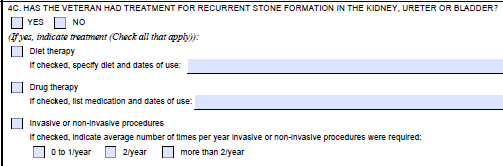 4C. HAS THE VETERAN HAD TREATMENT FOR RECURRENT STONE FORMATION IN THE KIDNEY, URETER OR BLADDER?
YES NO
(If yes, indicate treatment (Check all that apply)):
Diet therapy
If checked, specify diet and dates of use:
Drug therapy
If checked, list medication and dates of use:
Invasive or non-invasive procedures
If checked, indicate average number of times per year invasive or non-invasive procedures were required:
0 to 1/year 2/year more than 2/year